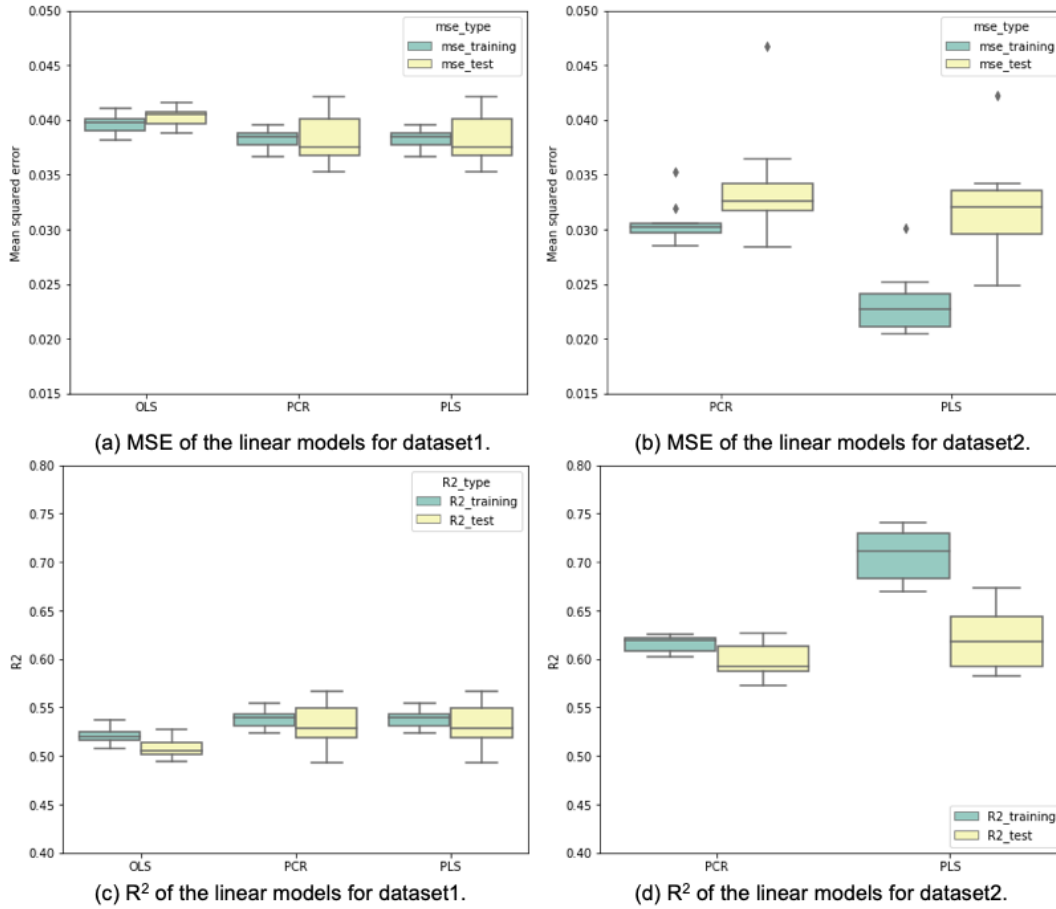 0.050
0.045
0.040
0.035
0.030
0.025
0.020
0.015
Mean squared error
mse_type
mse_training
mse_test
OLS
PCR
PLS
(a) MSE of the linear models for dataset1.
0.050
0.045
0.040
0.035
0.030
0.025
0.020
0.015
Mean squared error
mse_type
mse_training
mse_test
PCR
PLS
(b) MSE of the linear models for dataset2.
0.80
0.75
0.70
0.65
0.60
0.55
0.50
0.45
0.40
R2
R2_type
R2_training
R2_test
OLS
PCR
PLS
(c) R² of the linear models for dataset1.
0.80
0.75
0.70
0.65
0.60
0.55
0.50
0.45
0.40
R2
R2_training
R2_test
PCR
PLS
(d) R² of the linear models for dataset2.